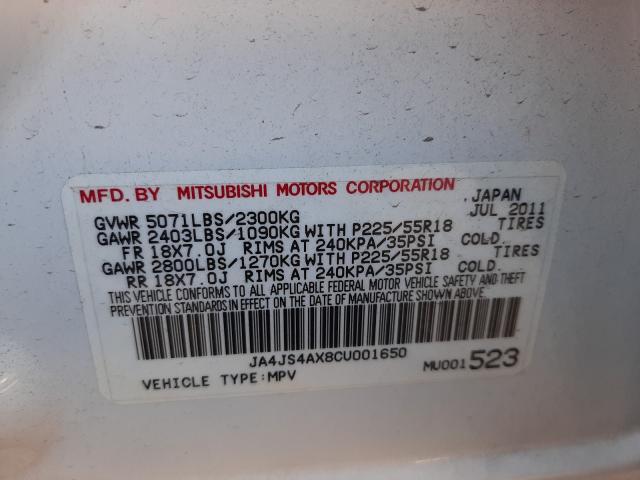 MFD. BY MITSUBISHI MOTORS CORPORATION JAPAN
GVWR 5071LBS/2300KG JUL 2011
GAWR 2403LBS/1090KG WITH P225/55R18 TIRES
FR 18X7.0J RIMS AT 240KPA/35PSI COLD.
GAWR 2800LBS/1270KG WITH P225/55R18 TIRES
RR 18X7.0J RIMS AT 240KPA/35PSI COLD.
THIS VEHICLE CONFORMS TO ALL APPLICABLE FEDERAL MOTOR VEHICLE SAFETY AND THEFT
PREVENTION STANDARDS IN EFFECT ON THE DATE OF MANUFACTURE SHOWN ABOVE.
JA4JS4AX8CU001650 MU001523
VEHICLE TYPE:MPV